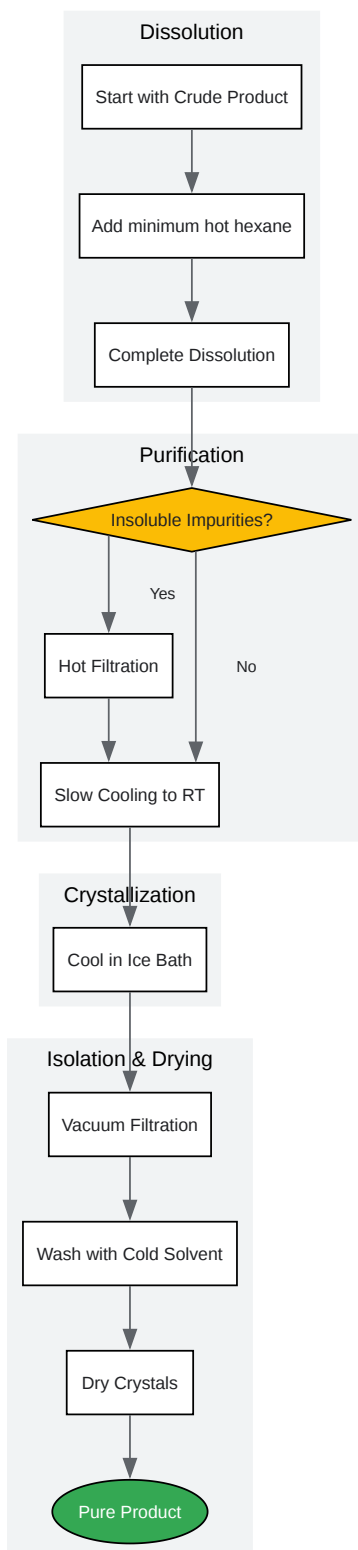 Dissolution
Start with Crude Product
Add minimum hot hexane
Complete Dissolution
Purification
Insoluble Impurities?
Yes
Hot Filtration
No
Slow Cooling to RT
Crystallization
Cool in Ice Bath
Isolation & Drying
Vacuum Filtration
Wash with Cold Solvent
Dry Crystals
Pure Product